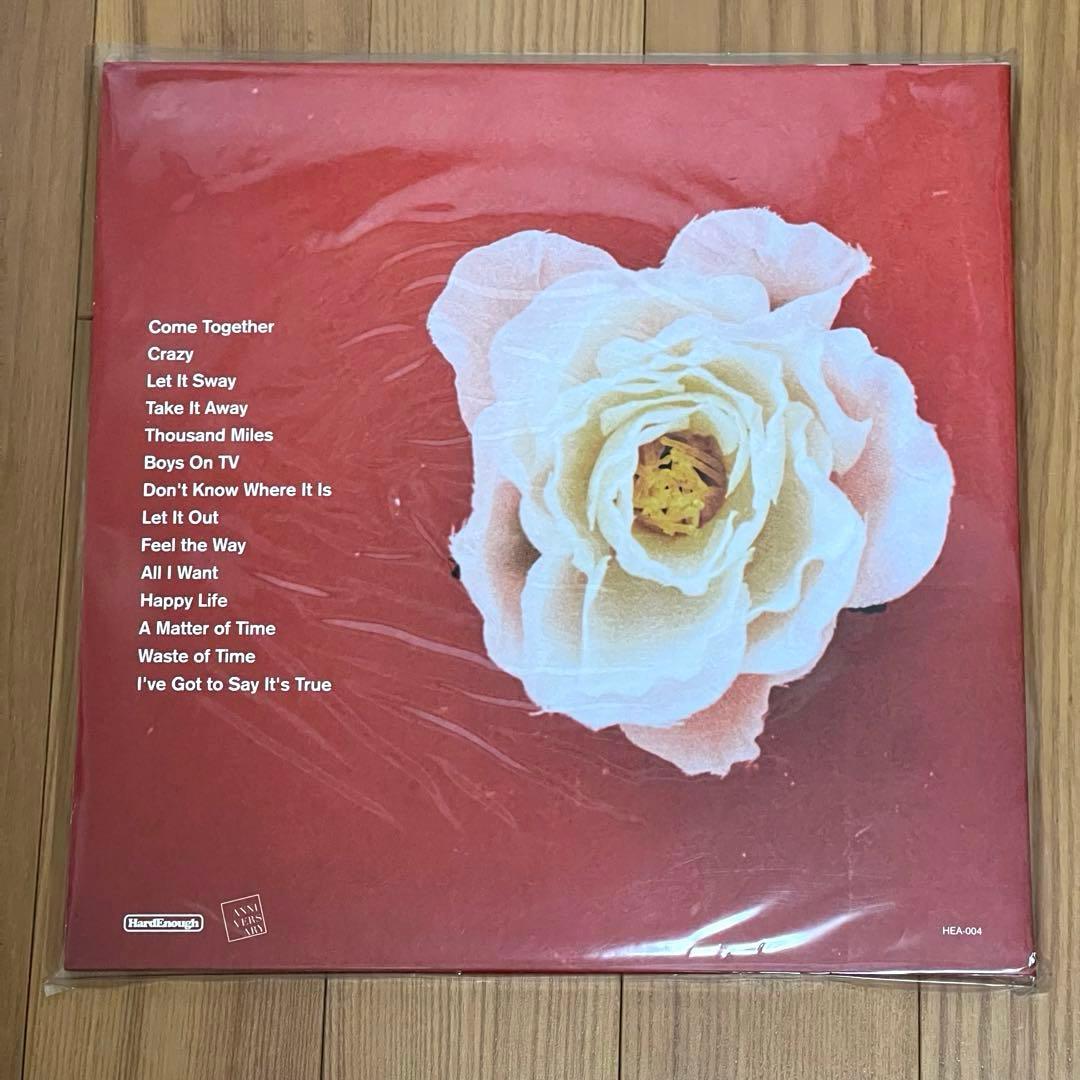 Come Together
Crazy
Let It Sway
Take It Away
Thousand Miles
Boys On TV
Don't Know Where It Is
Let It Out
Feel the Way
All I Want
Happy Life
A Matter of Time
Waste of Time
I've Got to Say It's True
HardEnough
ANNI
VERS
ARY
HEA-004